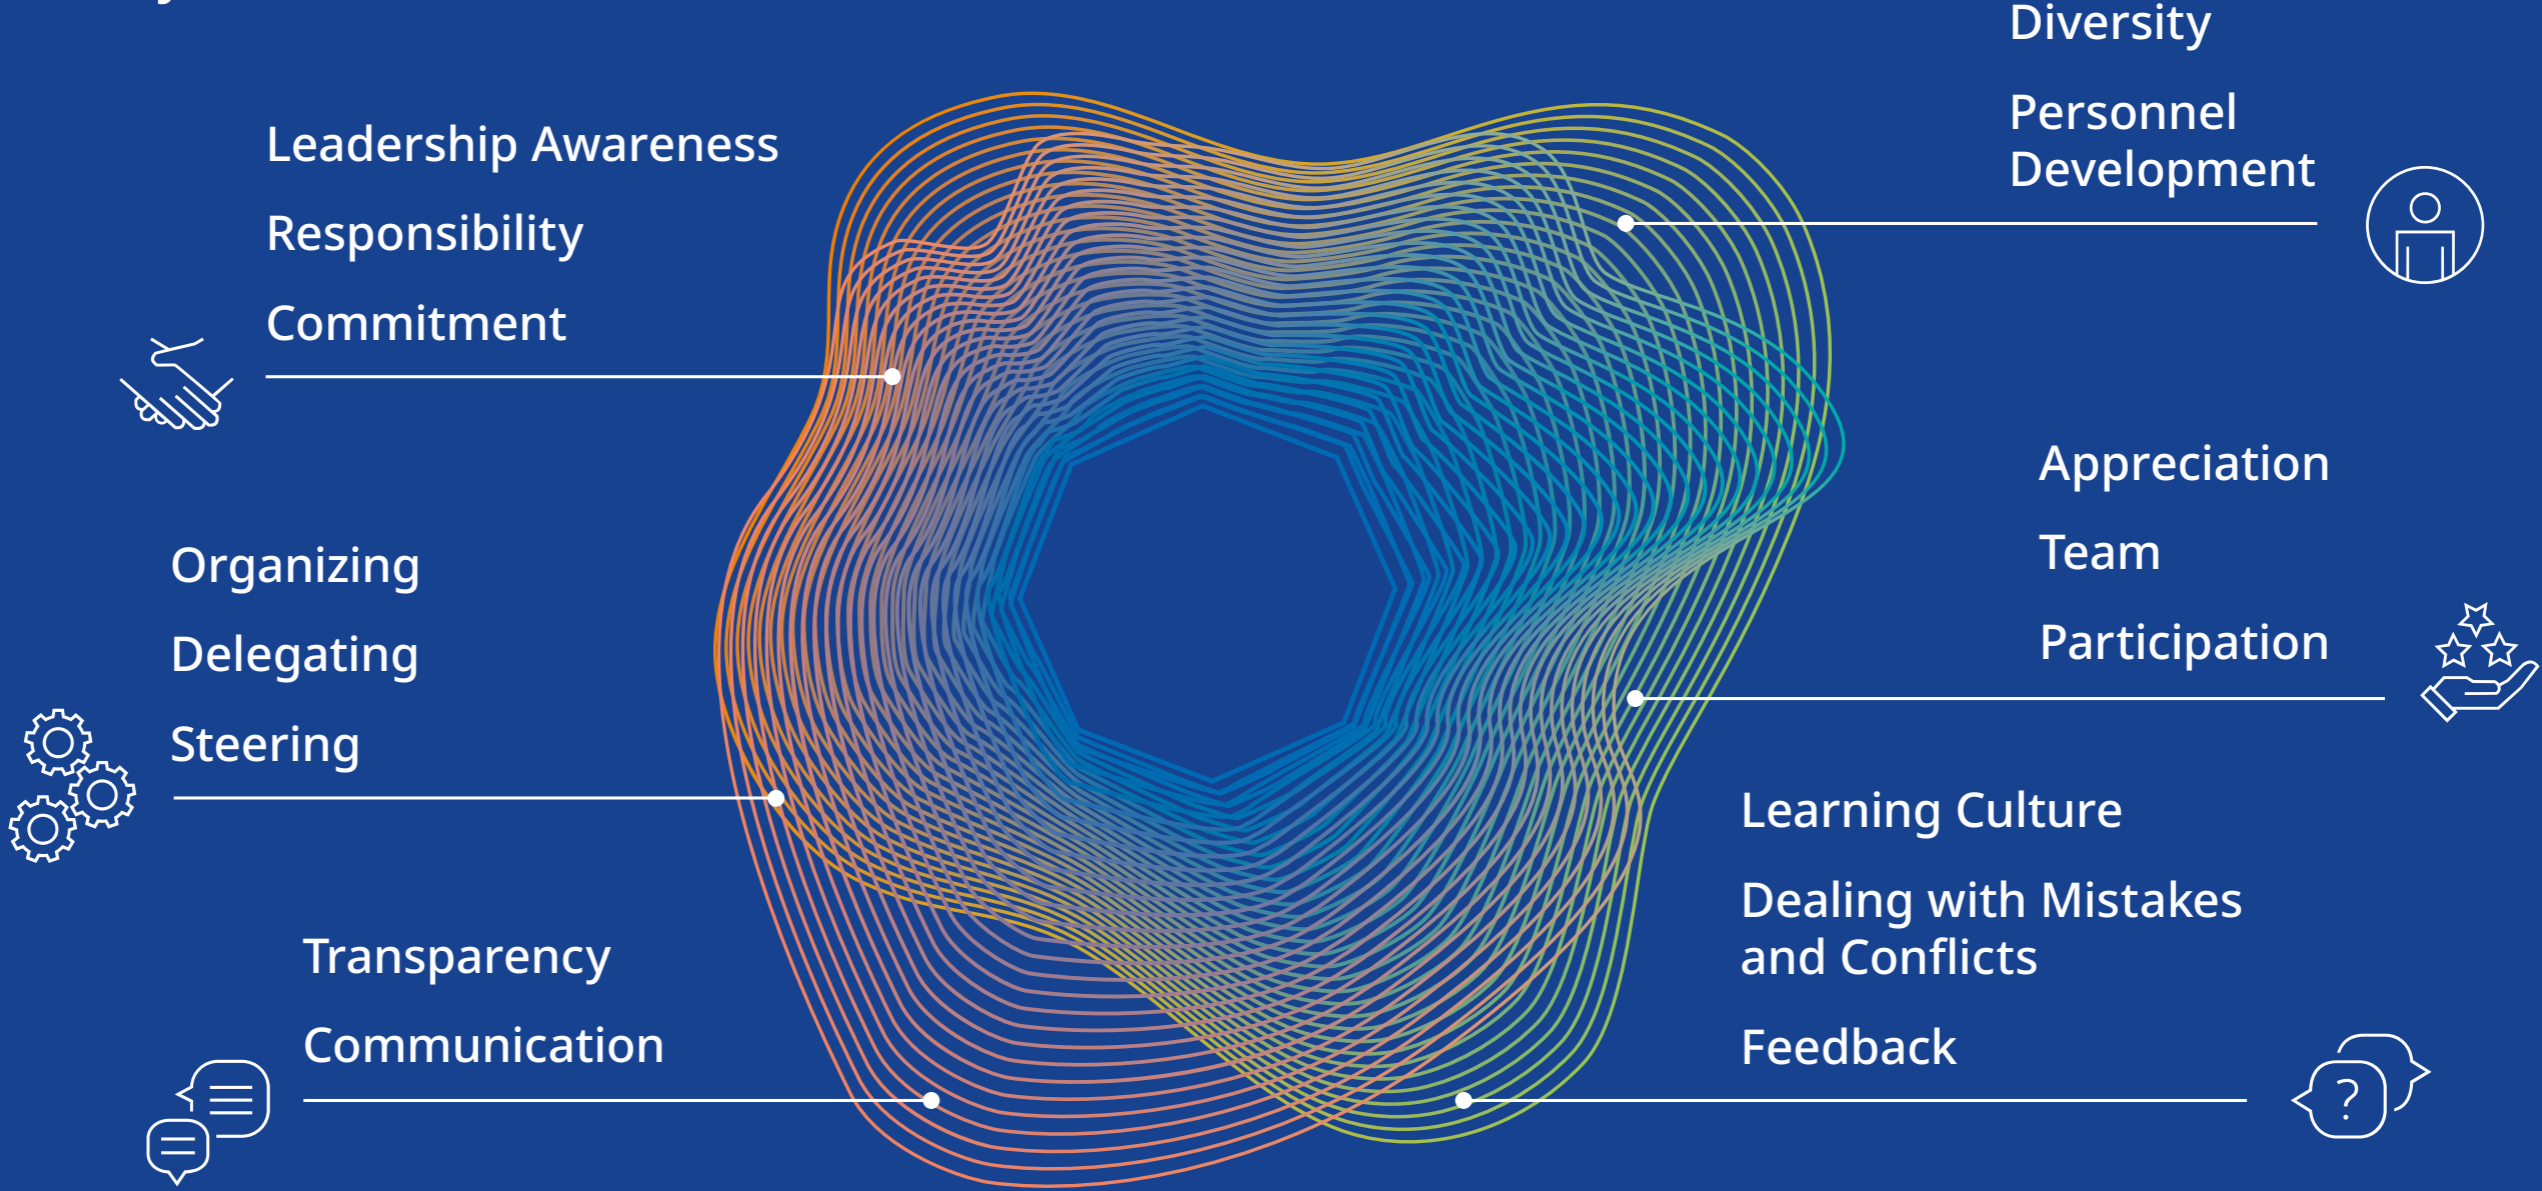 Leadership Awareness
Responsibility
Commitment
Organizing
Delegating
Steering
Transparency
Communication
Diversity
Personnel
Development
Appreciation
Team
Participation
Learning Culture
Dealing with Mistakes
and Conflicts
Feedback
?